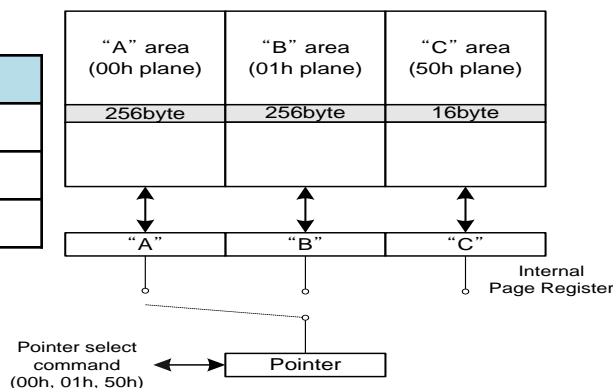 “A” area “B” area “C” area
(00h plane) (01h plane) (50h plane)
256byte 256byte 16byte
“A” “B” “C”
Internal
Page Register
Pointer select
command
(00h, 01h, 50h)
Pointer